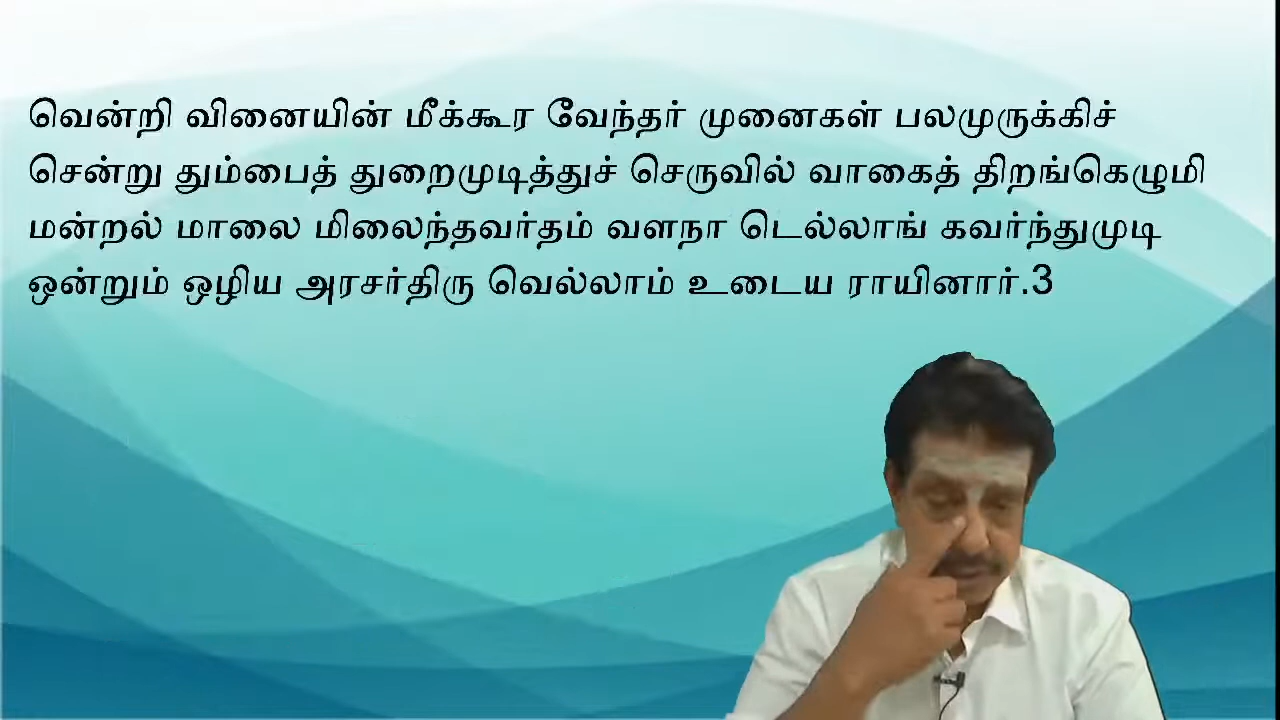 வென்றி வினையின் மீக்கூர வேந்தர் முனைகள் பலமுருக்கிச்
சென்று தும்பைத் துறைமுடித்துச் செருவில் வாகைத் திறங்கெழுமி
மன்றல் மாலை மிலைந்தவர்தம் வளநா டெல்லாங் கவர்ந்துமுடி
ஒன்றும் ஒழிய அரசர்திரு வெல்லாம் உடைய ராயினார்.3